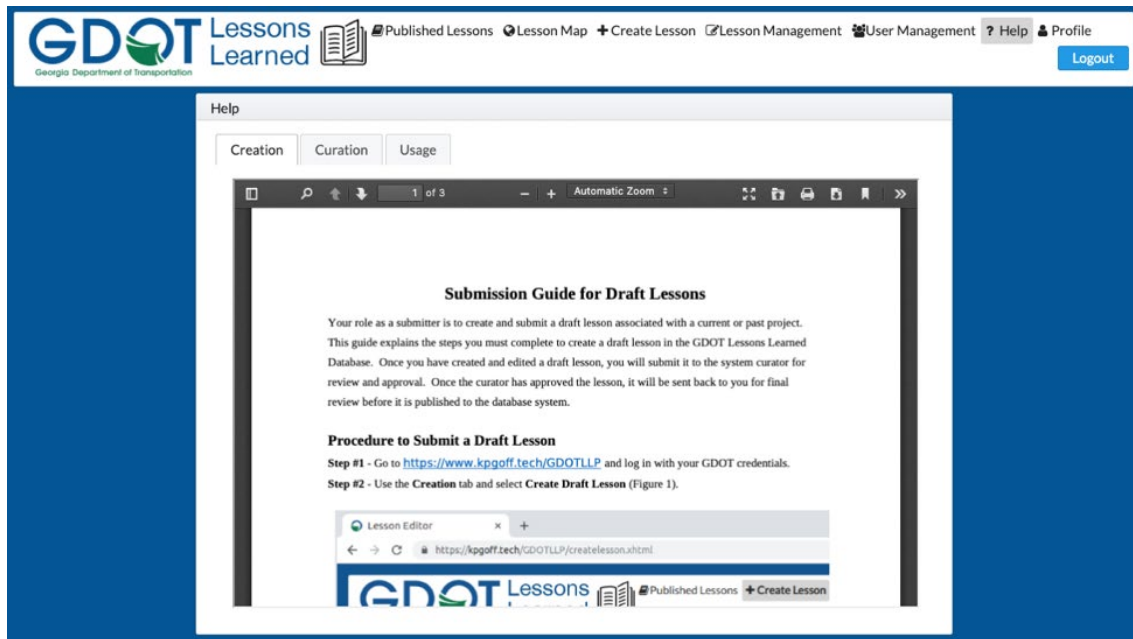 GDOT Lessons Learned Published Lessons Lesson Map Create Lesson Lesson Management User Management ? Help Profile
Georgia Department of Transportation
Logout
Help
Creation Curation Usage
1 of 3 Automatic Zoom
Submission Guide for Draft Lessons
Your role as a submitter is to create and submit a draft lesson associated with a current or past project.
This guide explains the steps you must complete to create a draft lesson in the GDOT Lessons Learned
Database. Once you have created and edited a draft lesson, you will submit it to the system curator for
review and approval. Once the curator has approved the lesson, it will be sent back to you for final
review before it is published to the database system.
Procedure to Submit a Draft Lesson
Step #1 - Go to https://www.kpgoff.tech/GDOTLLP and log in with your GDOT credentials.
Step #2 - Use the Creation tab and select Create Draft Lesson (Figure 1).
Lesson Editor
https://kpgoff.tech/GDOTLLP/createlesson.xhtml
GDOT Lessons Published Lessons Create Lesson